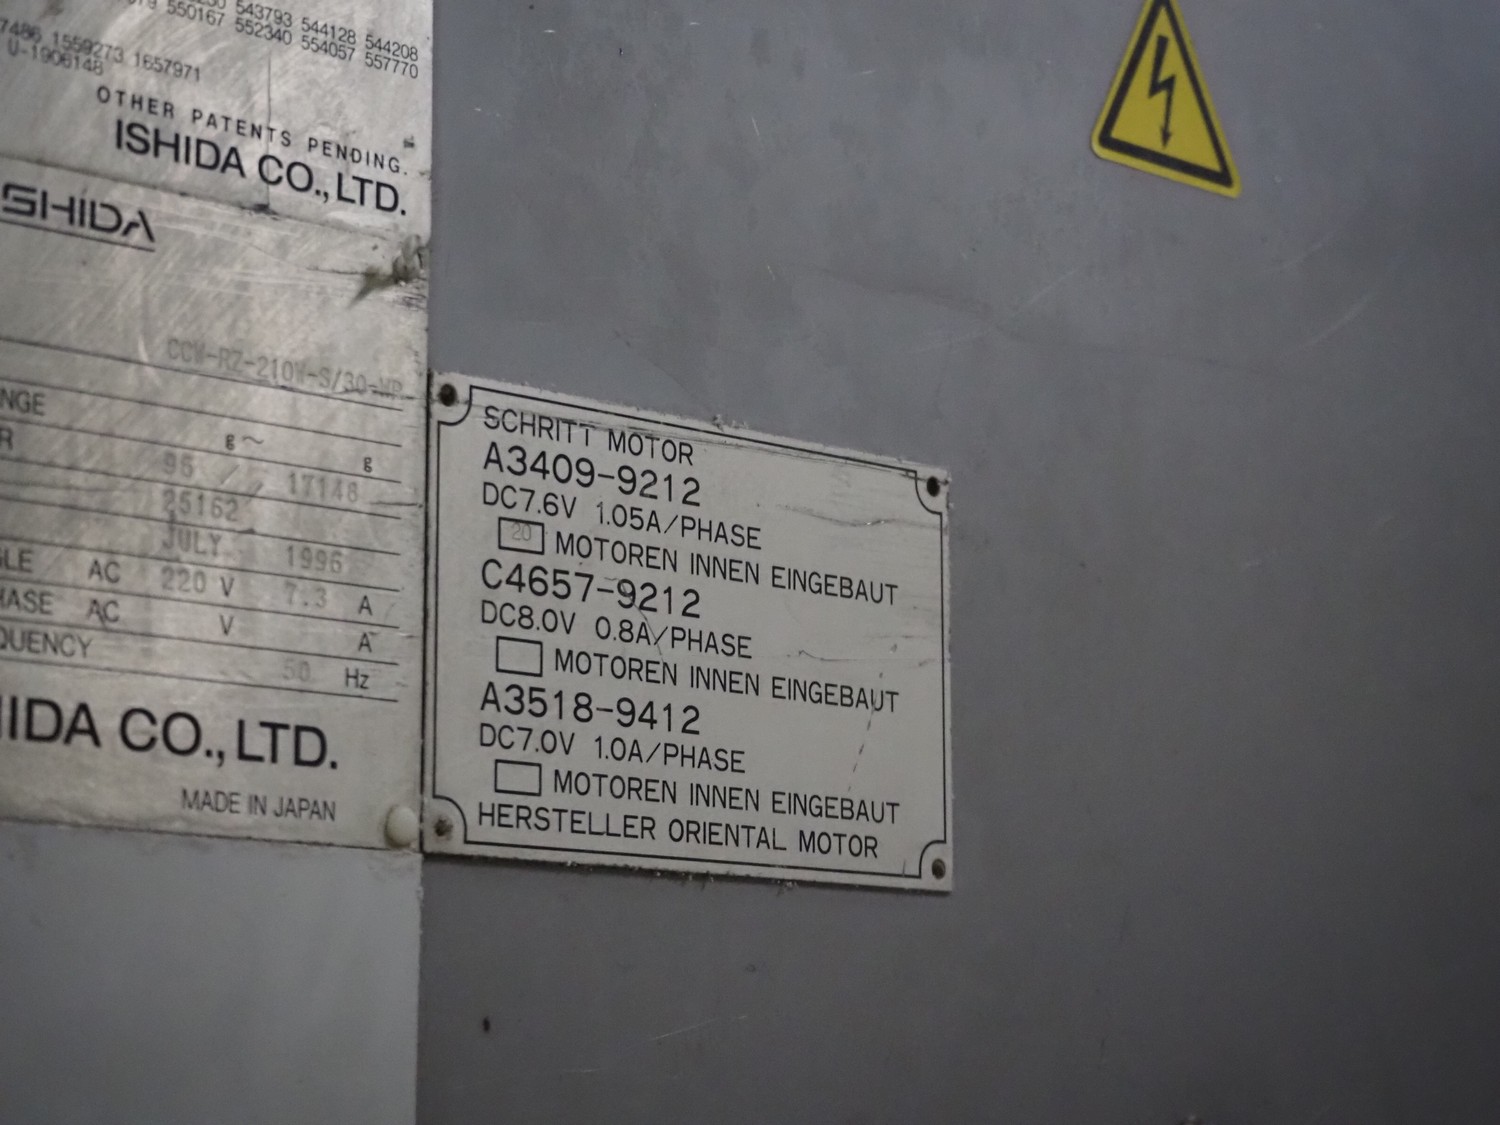 543793 544128 544208
550167 552340 554057 557770
1559273 1657971
U-1906148
OTHER PATENTS PENDING.
ISHIDA CO., LTD.
SHIDA
CCW-RZ-210W-S/30-WP
NGE
g~ g
R
96 17148
25162
JULY 1996
GLE AC 220 V 7.3 A
HASE AC V A
QUENCY 50 Hz
HIDA CO., LTD.
MADE IN JAPAN
SCHRITT MOTOR
A3409-9212
DC7.6V 1.05A/PHASE
20 MOTOREN INNEN EINGEBAUT
C4657-9212
DC8.0V 0.8A/PHASE
MOTOREN INNEN EINGEBAUT
A3518-9412
DC7.0V 1.0A/PHASE
MOTOREN INNEN EINGEBAUT
HERSTELLER ORIENTAL MOTOR